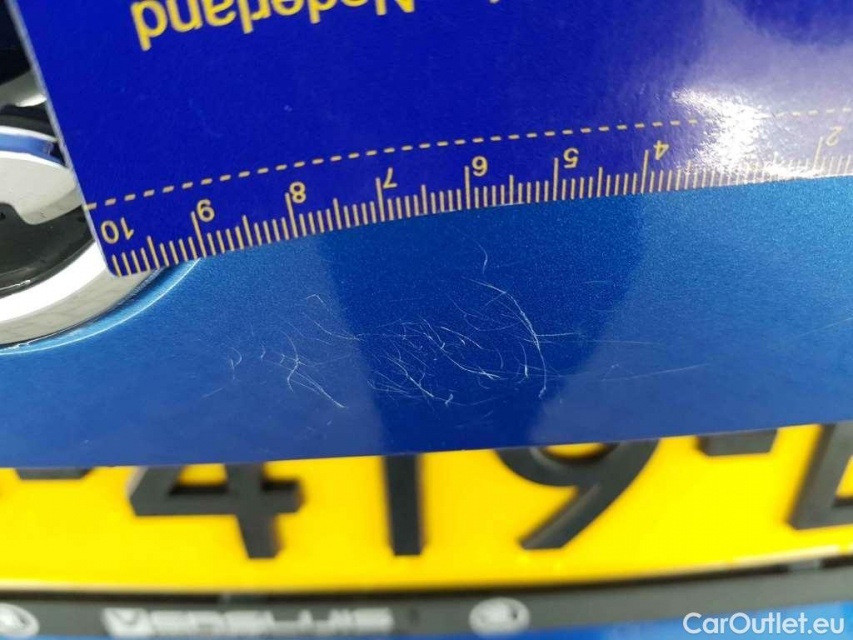 Nederland
10 9 8 7 6 5 4 2
419
CarOutlet.eu